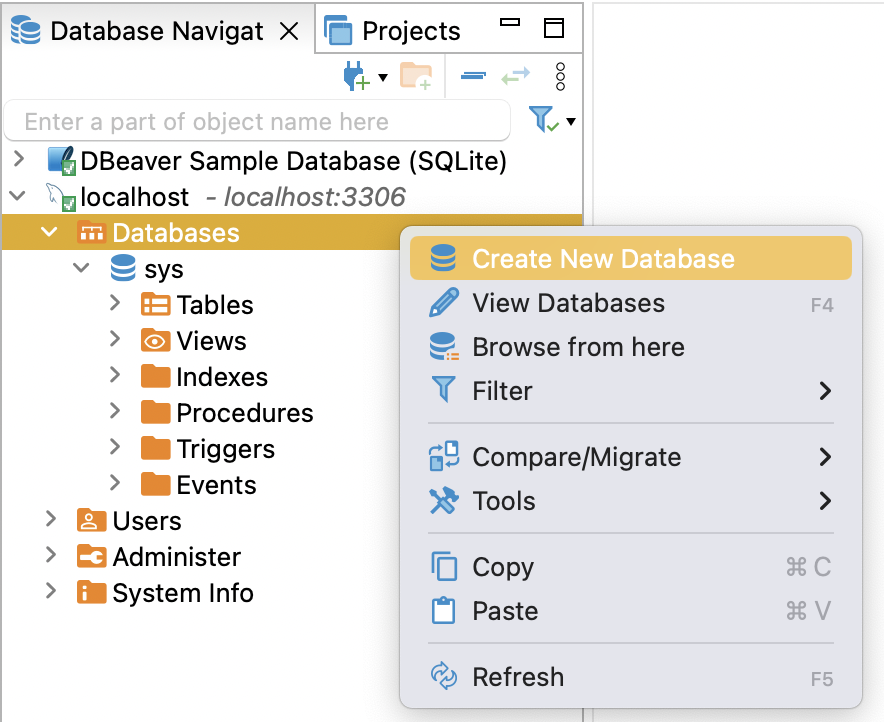 Database Navigat
Projects
Enter a part of object name here
DBeaver Sample Database (SQLite)
localhost - localhost:3306
Databases
sys
Tables
Views
Indexes
Procedures
Triggers
Events
Users
Administer
System Info
Create New Database
View Databases F4
Browse from here
Filter
Compare/Migrate
Tools
Copy ⌘ C
Paste ⌘ V
Refresh F5